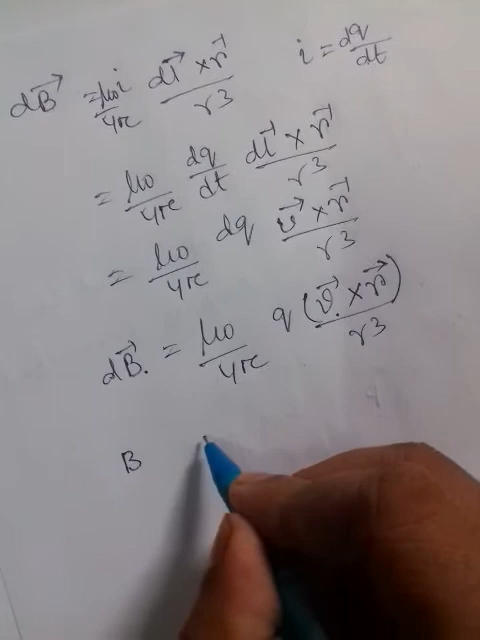 dB⃗ = μ₀i/4π dl⃗ × r⃗/r3 i = dq/dt
= μ₀/4π dq/dt dl⃗ × r⃗/r3
= μ₀/4π dq v⃗ × r⃗/r3
dB⃗. = μ₀/4π q (v⃗ × r⃗)/r3
B